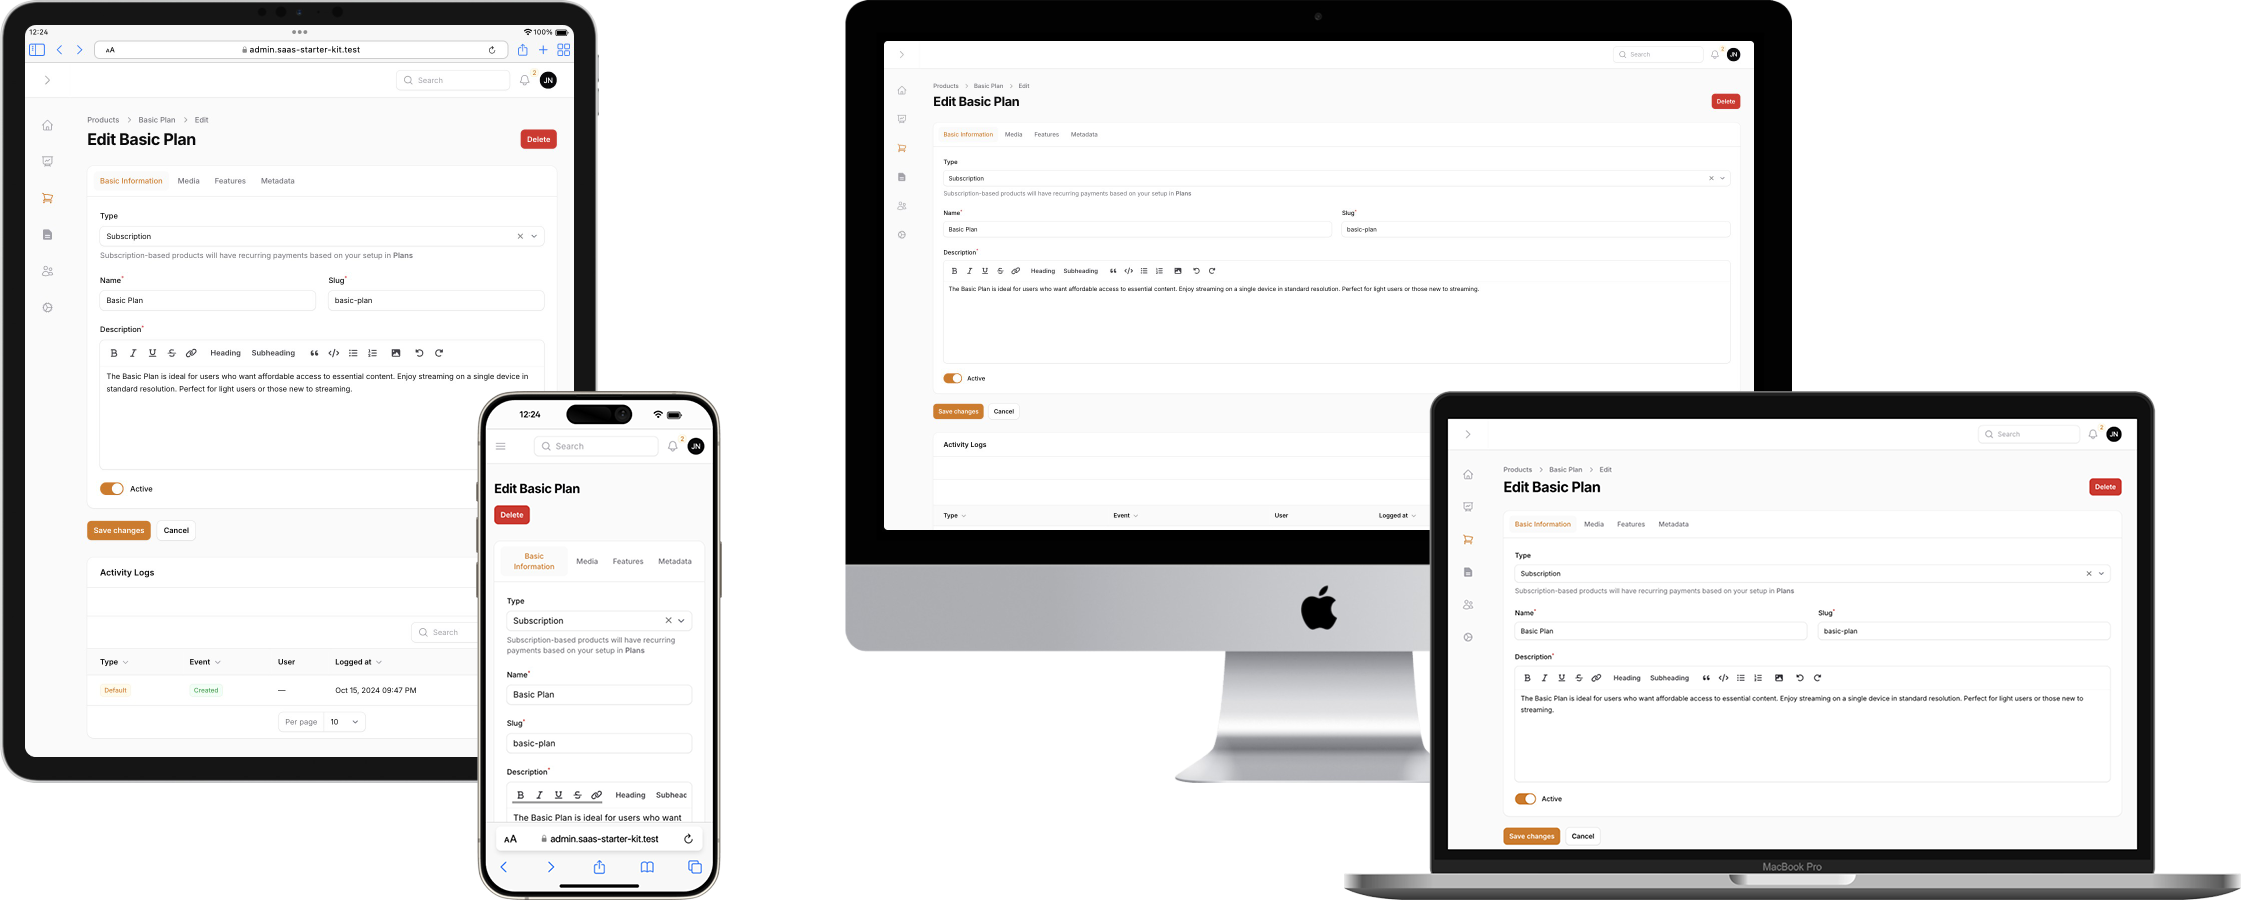 12:24
100%
AA
admin.saas-starter-kit.test
Search
2
JN
Products > Basic Plan > Edit
Edit Basic Plan
Delete
Basic Information
Media
Features
Metadata
Type
Subscription
Subscription-based products will have recurring payments based on your setup in Plans
Name*
Slug*
Basic Plan
basic-plan
Description*
B I U S Heading Subheading
The Basic Plan is ideal for users who want affordable access to essential content. Enjoy streaming on a single device in
standard resolution. Perfect for light users or those new to streaming.
Active
Save changes
Cancel
Activity Logs
Search
Type
Event
User
Logged at
Default
Created
—
Oct 15, 2024 09:47 PM
Per page
10
12:24
Search
2
JN
Edit Basic Plan
Delete
Basic
Information
Media
Features
Metadata
Type
Subscription
Subscription-based products will have recurring
payments based on your setup in Plans
Name*
Basic Plan
Slug*
basic-plan
Description*
B I U S Heading Subheac
The Basic Plan is ideal for users who want
AA
admin.saas-starter-kit.test
Search
2
JN
Products > Basic Plan > Edit
Edit Basic Plan
Delete
Basic Information
Media
Features
Metadata
Type
Subscription
Subscription-based products will have recurring payments based on your setup in Plans
Name*
Slug*
Basic Plan
basic-plan
Description*
B I U S Heading Subheading
The Basic Plan is ideal for users who want affordable access to essential content. Enjoy streaming on a single device in standard resolution. Perfect for light users or those new to streaming.
Active
Save changes
Cancel
Activity Logs
Type
Event
User
Logged at
Search
2
JN
Products > Basic Plan > Edit
Edit Basic Plan
Delete
Basic Information
Media
Features
Metadata
Type
Subscription
Subscription-based products will have recurring payments based on your setup in Plans
Name*
Slug*
Basic Plan
basic-plan
Description*
B I U S Heading Subheading
The Basic Plan is ideal for users who want affordable access to essential content. Enjoy streaming on a single device in standard resolution. Perfect for light users or those new to
streaming.
Active
Save changes
Cancel
MacBook Pro